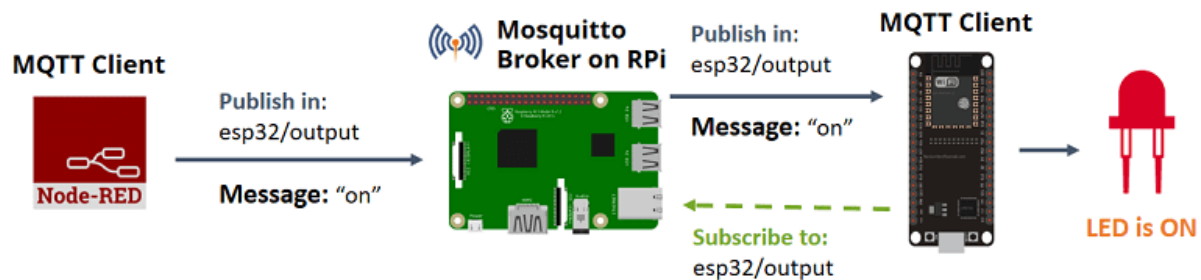 MQTT Client
Node-RED
Publish in:
esp32/output
Message: “on”
Mosquitto
Broker on RPi
Publish in:
esp32/output
Message: “on”
Subscribe to:
esp32/output
MQTT Client
LED is ON